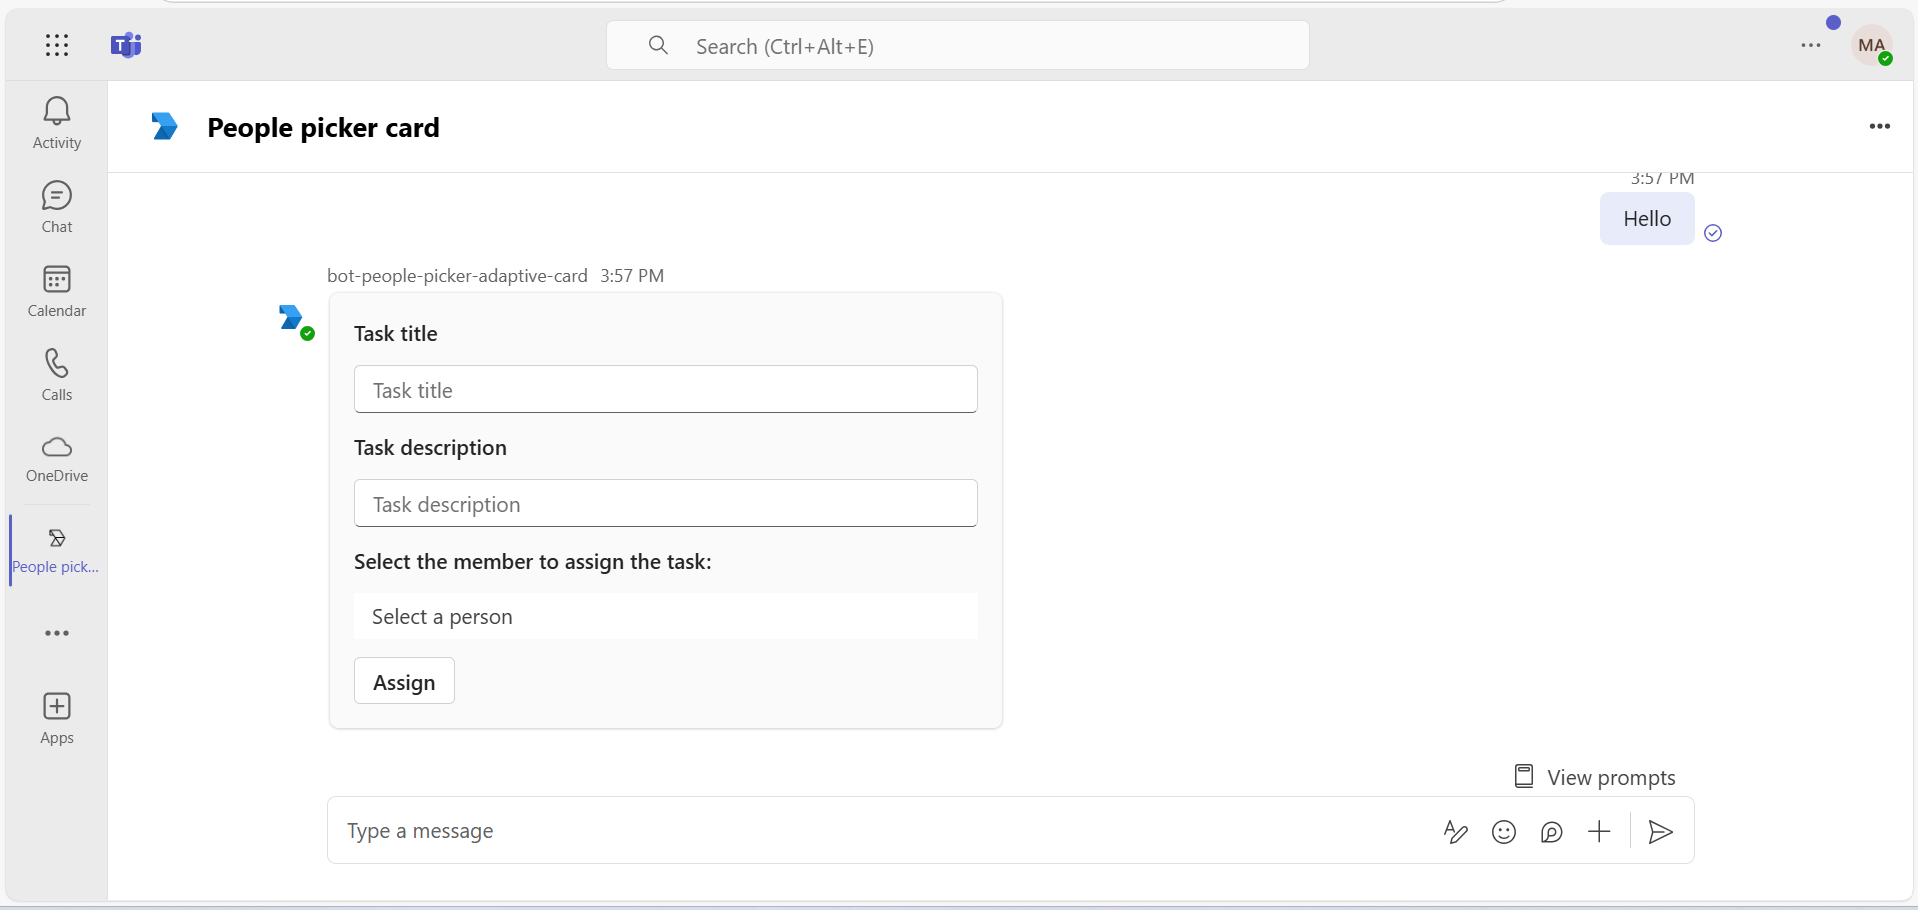 Search (Ctrl+Alt+E)
MA
Activity
Chat
Calendar
Calls
OneDrive
People pick...
Apps
People picker card
3:57 PM
Hello
bot-people-picker-adaptive-card 3:57 PM
Task title
Task title
Task description
Task description
Select the member to assign the task:
Select a person
Assign
View prompts
Type a message